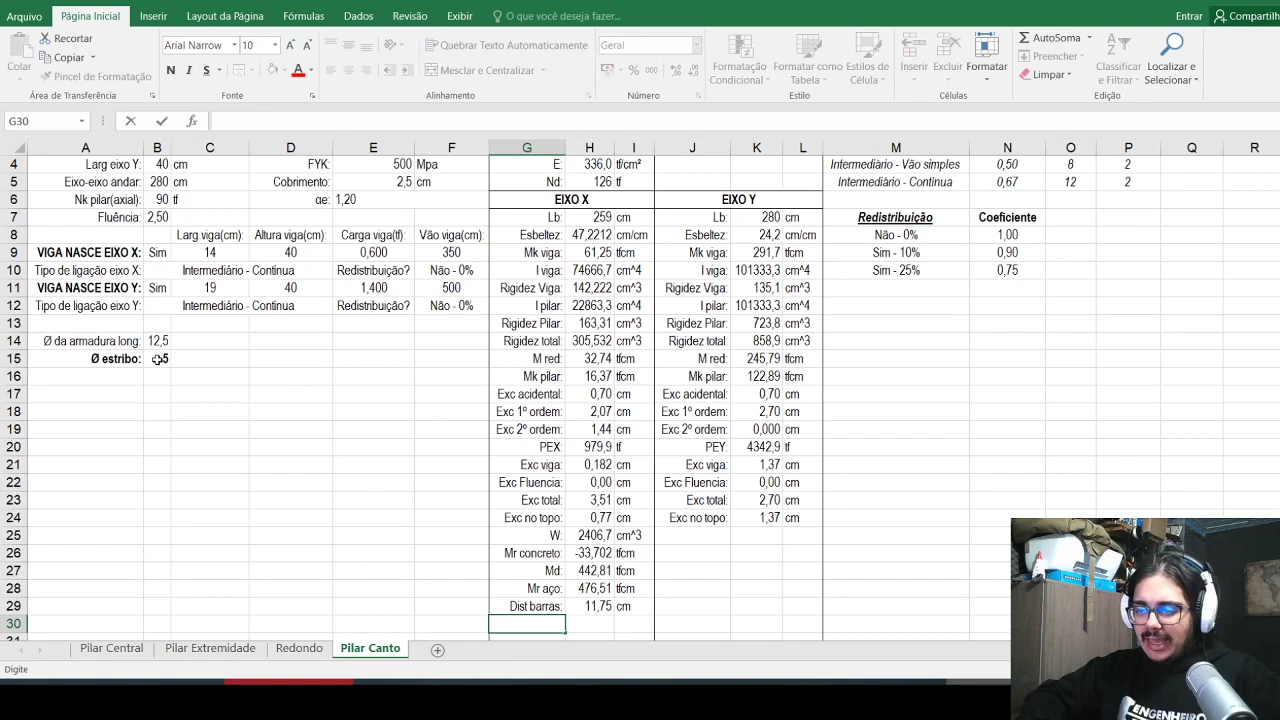 Arquivo Página Inicial Inserir Layout da Página Fórmulas Dados Revisão Exibir O que você deseja fazer... Entrar Compartilh
Recortar Arial Narrow 10 Quebrar Texto Automaticamente Geral AutoSoma
Colar Copiar Formatação Formatar como Estilos de Inserir Excluir Formatar Preencher Classificar Localizar e
Pincel de Formatação N I S Mesclar e Centralizar Condicional Tabela Célula Limpar e Filtrar Selecionar
Área de Transferência Fonte Alinhamento Número Estilo Células Edição
G30 fx
A B C D E F G H I J K L M N O P Q R
4 Larg eixo Y: 40 cm FYK: 500 Mpa E: 336,0 tf/cm² Intermediário - Vão simples 0,50 8 2
5 Eixo-eixo andar: 280 cm Cobrimento: 2,5 cm Nd: 126 tf Intermediário - Contínua 0,67 12 2
6 Nk pilar(axial): 90 tf αe: 1,20 EIXO X EIXO Y
7 Fluência: 2,50 Lb: 259 cm Lb: 280 cm Redistribuição Coeficiente
8 Larg viga(cm): Altura viga(cm): Carga viga(tf): Vão viga(cm): Esbeltez: 47,2212 cm/cm Esbeltez: 24,2 cm/cm Não - 0% 1,00
9 VIGA NASCE EIXO X: Sim 14 40 0,600 350 Mk viga: 61,25 tfcm Mk viga: 291,7 tfcm Sim - 10% 0,90
10 Tipo de ligação eixo X: Intermediário - Contínua Redistribuição? Não - 0% I viga: 74666,7 cm^4 I viga: 101333,3 cm^4 Sim - 25% 0,75
11 VIGA NASCE EIXO Y: Sim 19 40 1,400 500 Rigidez Viga: 142,222 cm^3 Rigidez Viga: 135,1 cm^3
12 Tipo de ligação eixo Y: Intermediário - Contínua Redistribuição? Não - 0% I pilar: 22863,3 cm^4 I pilar: 101333,3 cm^4
13 Rigidez Pilar: 163,31 cm^3 Rigidez Pilar: 723,8 cm^3
14 Ø da armadura long: 12,5 Rigidez total: 305,532 cm^3 Rigidez total: 858,9 cm^3
15 Ø estribo: 5 M red: 32,74 tfcm M red: 245,79 tfcm
16 Mk pilar: 16,37 tfcm Mk pilar: 122,89 tfcm
17 Exc acidental: 0,70 cm Exc acidental: 0,70 cm
18 Exc 1º ordem: 2,07 cm Exc 1º ordem: 2,70 cm
19 Exc 2º ordem: 1,44 cm Exc 2º ordem: 0,000 cm
20 PEX: 979,9 tf PEY: 4342,9 tf
21 Exc viga: 0,182 cm Exc viga: 1,37 cm
22 Exc Fluencia: 0,00 cm Exc Fluencia: 0,00 cm
23 Exc total: 3,51 cm Exc total: 2,70 cm
24 Exc no topo: 0,77 cm Exc no topo: 1,37 cm
25 W: 2406,7 cm^3
26 Mr concreto: -33,702 tfcm
27 Md: 442,81 tfcm
28 Mr aço: 476,51 tfcm
29 Dist barras: 11,75 cm
30
Pilar Central Pilar Extremidade Redondo Pilar Canto
Digite
ENGENHEIRO